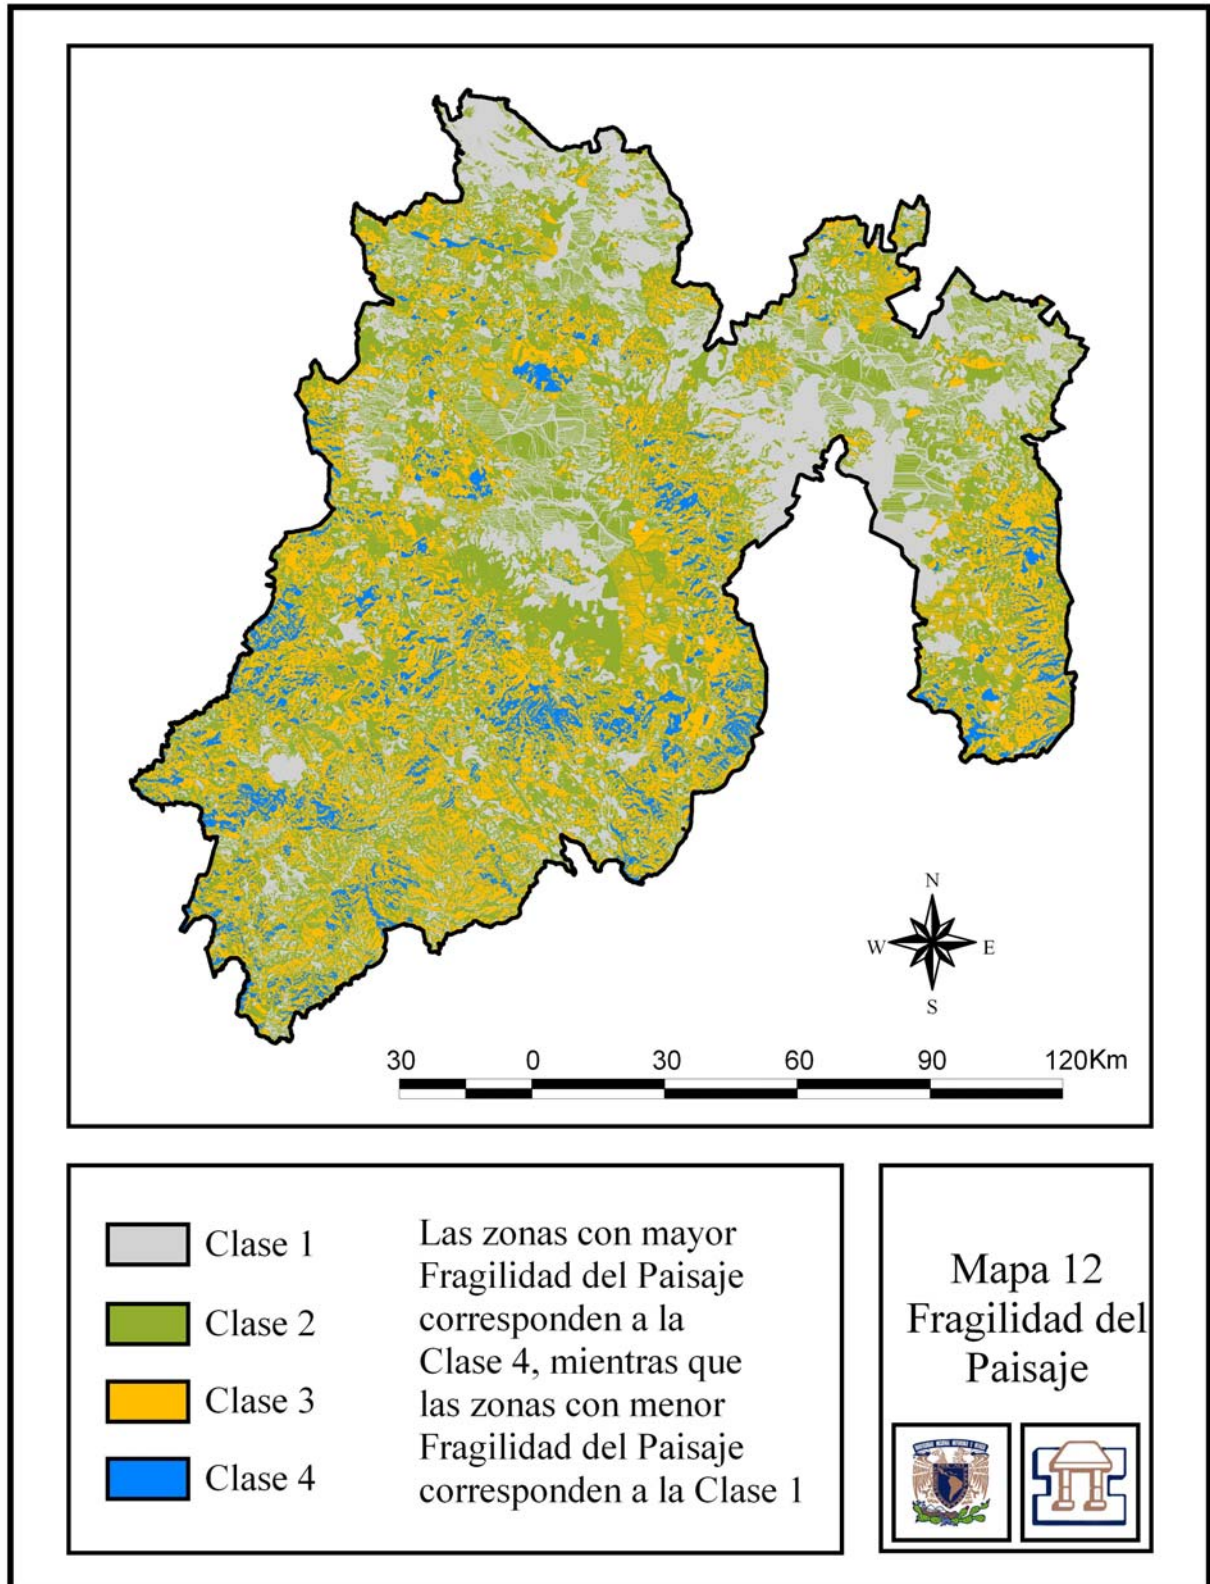 N
W
E
S
30 0 30 60 90 120Km
Clase 1
Clase 2
Clase 3
Clase 4
Las zonas con mayor
Fragilidad del Paisaje
corresponden a la
Clase 4, mientras que
las zonas con menor
Fragilidad del Paisaje
corresponden a la Clase 1
Mapa 12
Fragilidad del
Paisaje